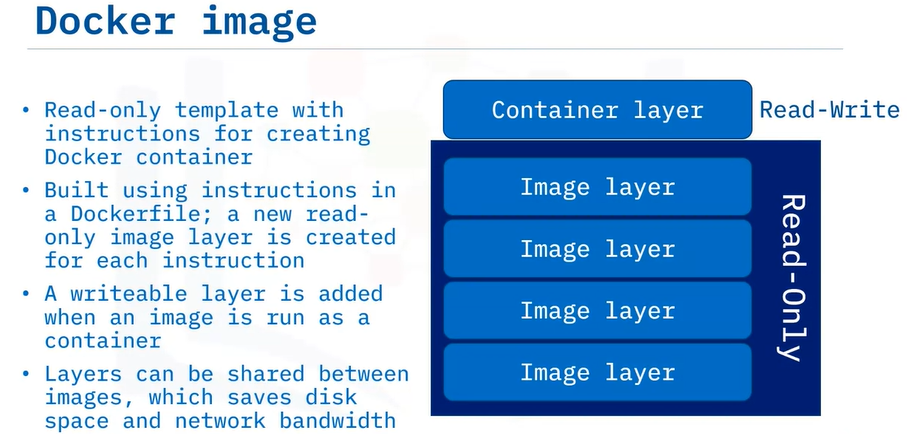 Docker image
• Read-only template with
instructions for creating
Docker container
• Built using instructions in
a Dockerfile; a new read-
only image layer is created
for each instruction
• A writeable layer is added
when an image is run as a
container
• Layers can be shared between
images, which saves disk
space and network bandwidth
Container layer
Read-Write
Image layer
Image layer
Image layer
Image layer
Read-Only